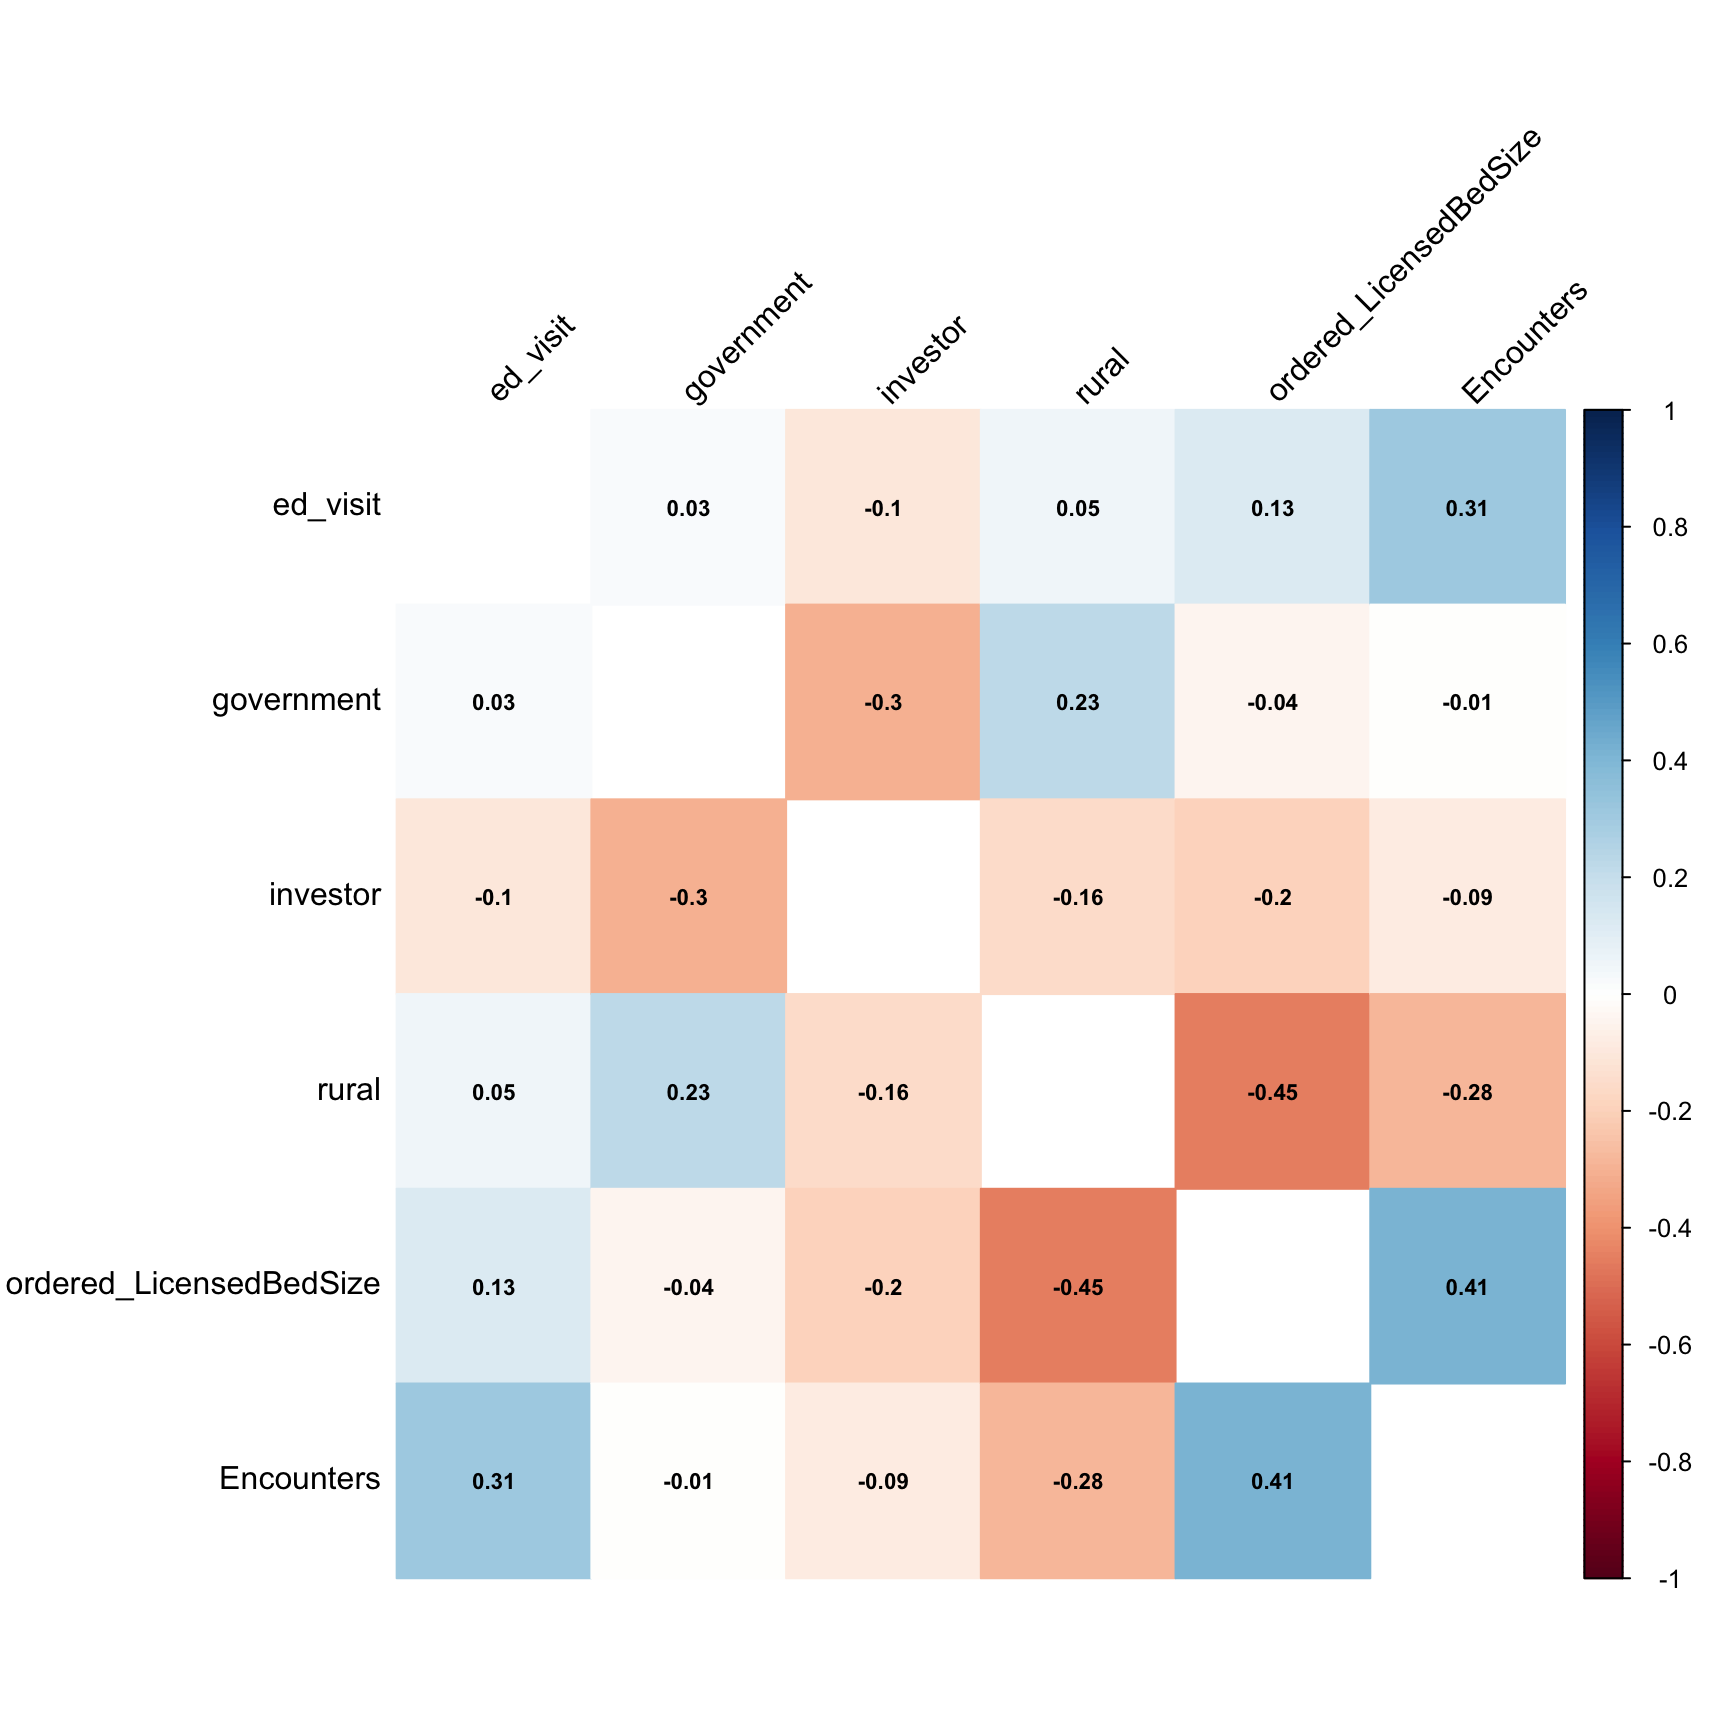 ed_visit government investor rural ordered_LicensedBedSize Encounters
ed_visit 0.03 -0.1 0.05 0.13 0.31
government 0.03 -0.3 0.23 -0.04 -0.01
investor -0.1 -0.3 -0.16 -0.2 -0.09
rural 0.05 0.23 -0.16 -0.45 -0.28
ordered_LicensedBedSize 0.13 -0.04 -0.2 -0.45 0.41
Encounters 0.31 -0.01 -0.09 -0.28 0.41
1
0.8
0.6
0.4
0.2
0
-0.2
-0.4
-0.6
-0.8
-1